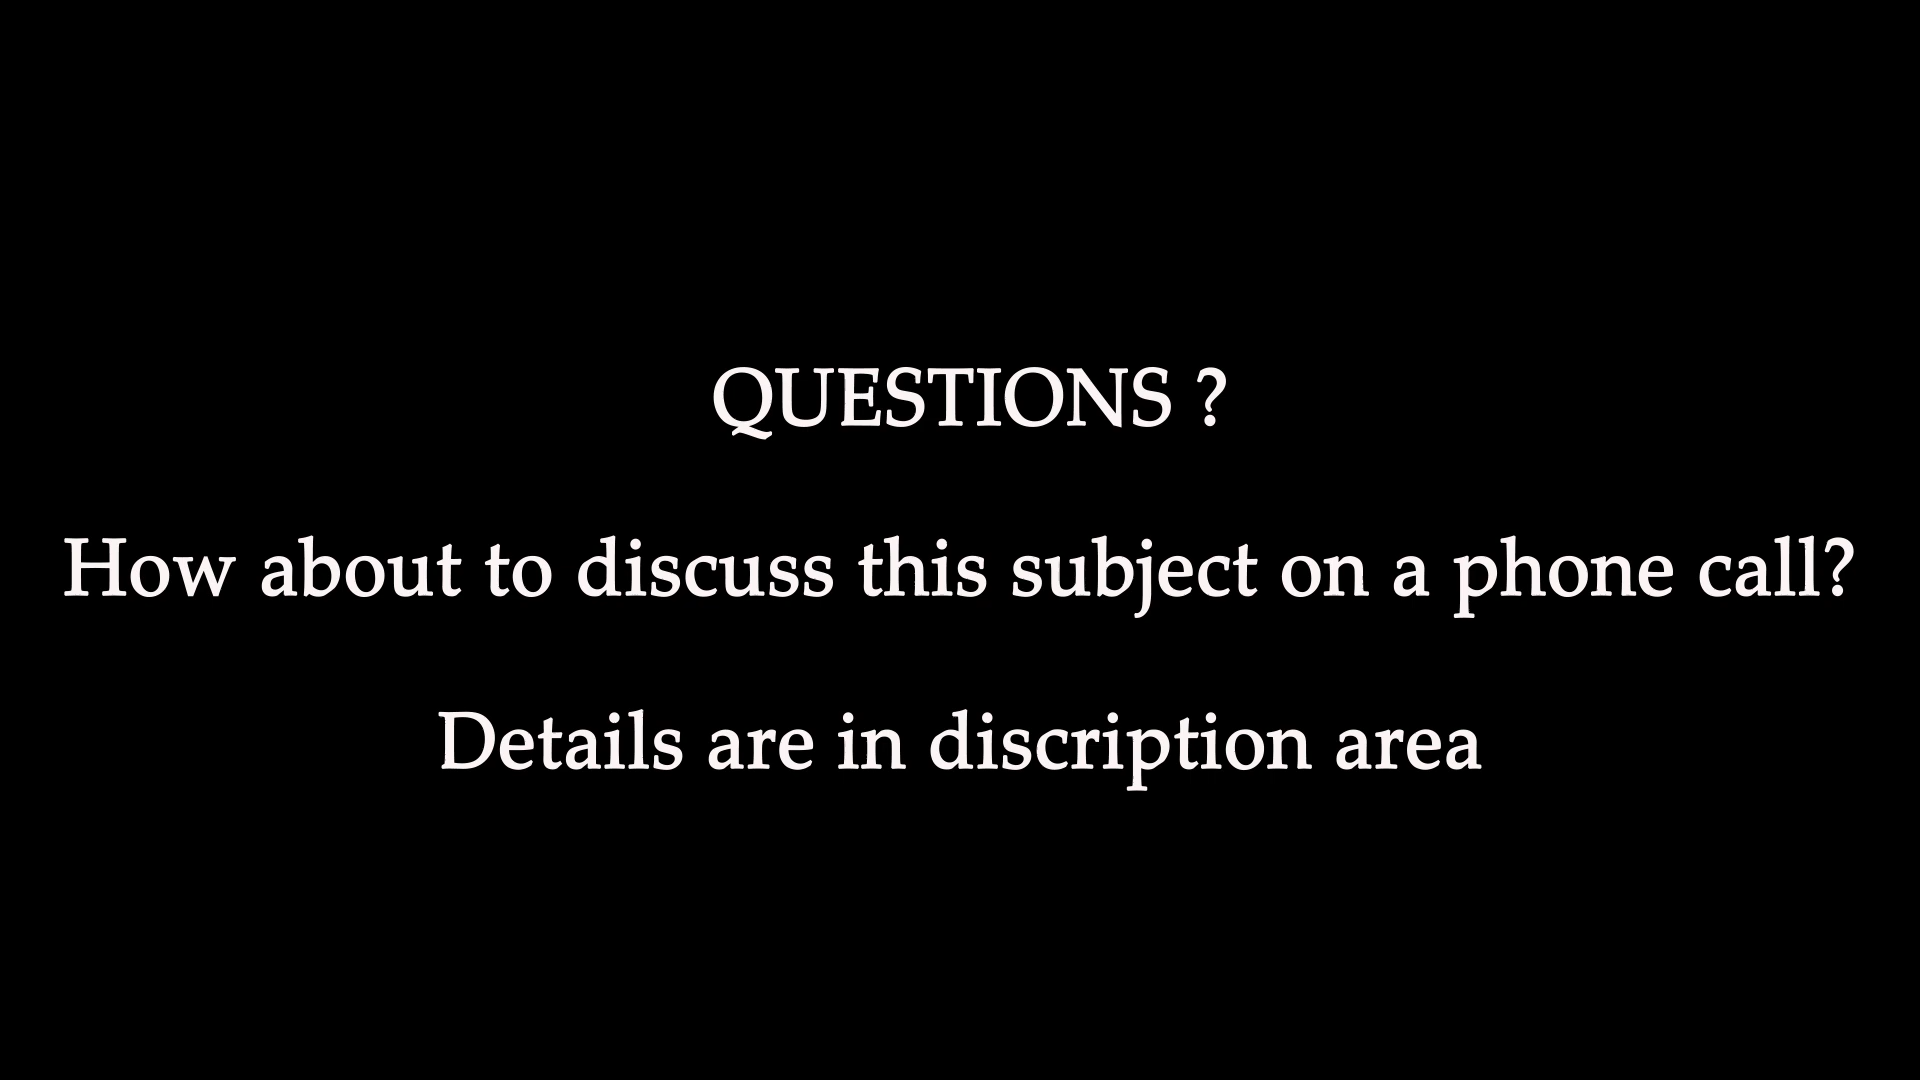 QUESTIONS ?
How about to discuss this subject on a phone call?
Details are in discription area